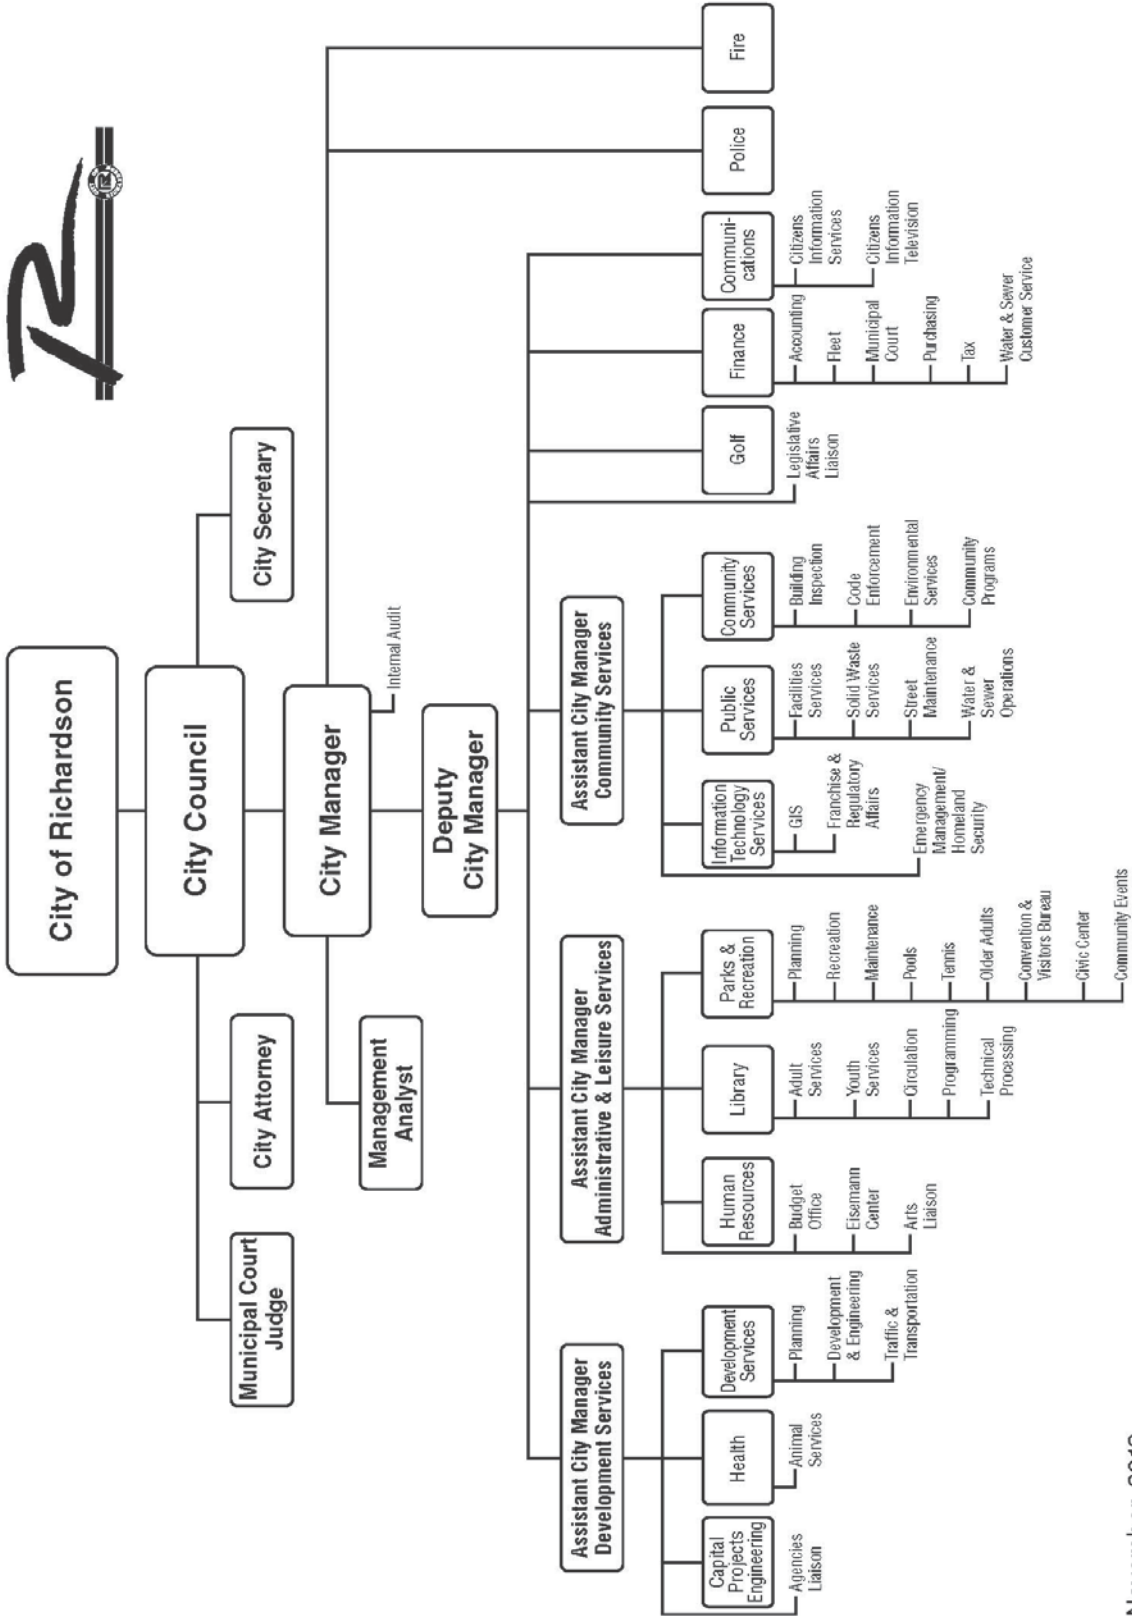 City of Richardson
City Council
Municipal Court
Judge
City Attorney
City Secretary
City Manager
Internal Audit
Management
Analyst
Deputy
City Manager
Assistant City Manager
Development Services
Assistant City Manager
Administrative & Leisure Services
Assistant City Manager
Community Services
Capital
Projects
Engineering
Agencies
Liaison
Health
Animal
Services
Development
Services
Planning
Development
& Engineering
Traffic &
Transportation
Human
Resources
Budget
Office
Eisemann
Center
Arts
Liaison
Library
Adult
Services
Youth
Services
Circulation
Programming
Technical
Processing
Parks &
Recreation
Planning
Recreation
Maintenance
Pools
Tennis
Older Adults
Convention &
Visitors Bureau
Civic Center
Community Events
Information
Technology
Services
GIS
Franchise &
Regulatory
Affairs
Emergency
Management/
Homeland
Security
Public
Services
Facilities
Services
Solid Waste
Services
Street
Maintenance
Water &
Sewer
Operations
Community
Services
Building
Inspection
Code
Enforcement
Environmental
Services
Community
Programs
Legislative
Affairs
Liaison
Golf
Finance
Accounting
Fleet
Municipal
Court
Purchasing
Tax
Water & Sewer
Customer Service
Communi-
cations
Citizens
Information
Services
Citizens
Information
Television
Police
Fire